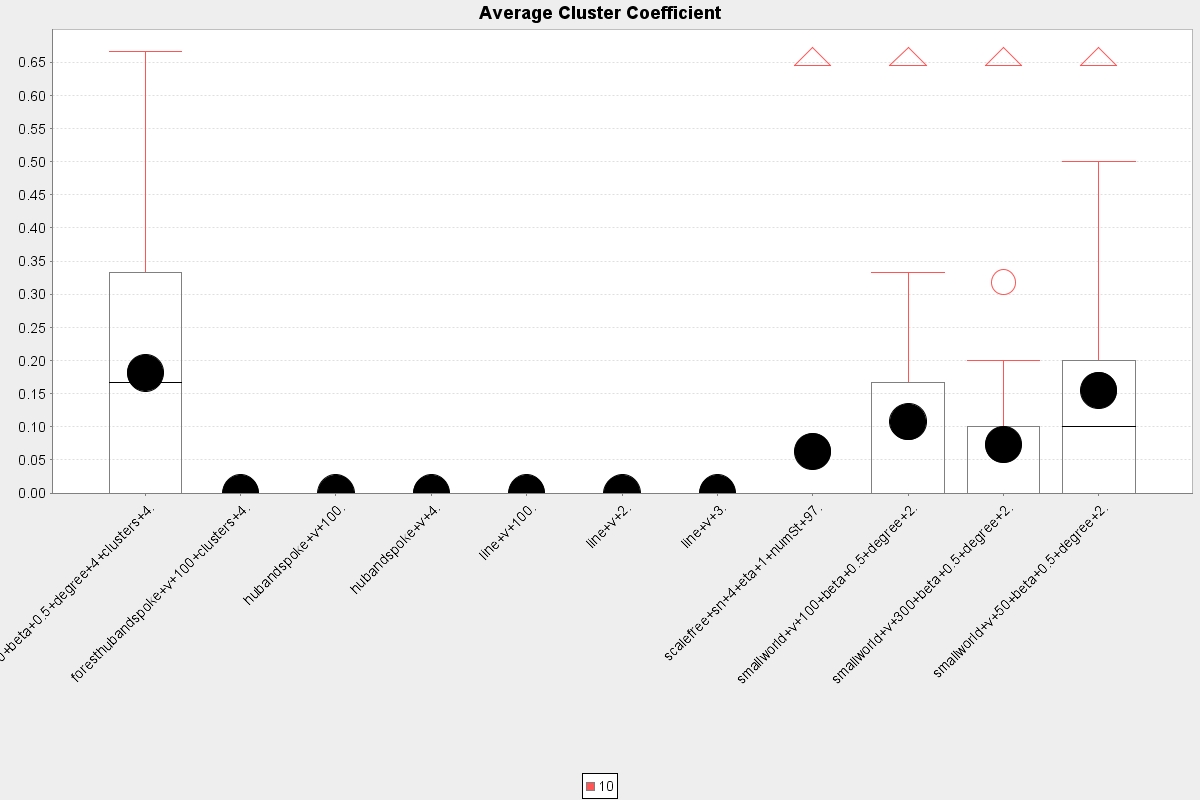 Average Cluster Coefficient
0.65
0.60
0.55
0.50
0.45
0.40
0.35
0.30
0.25
0.20
0.15
0.10
0.05
0.00
0+beta+0.5+degree+4+clusters+4.
foresthubandspoke+v+100+clusters+4.
hubandspoke+v+100.
hubandspoke+v+4.
line+v+100.
line+v+2.
line+v+3.
scalefree+sn+4+eta+1+numSt+97.
smallworld+v+100+beta+0.5+degree+2.
smallworld+v+300+beta+0.5+degree+2.
smallworld+v+50+beta+0.5+degree+2.
10